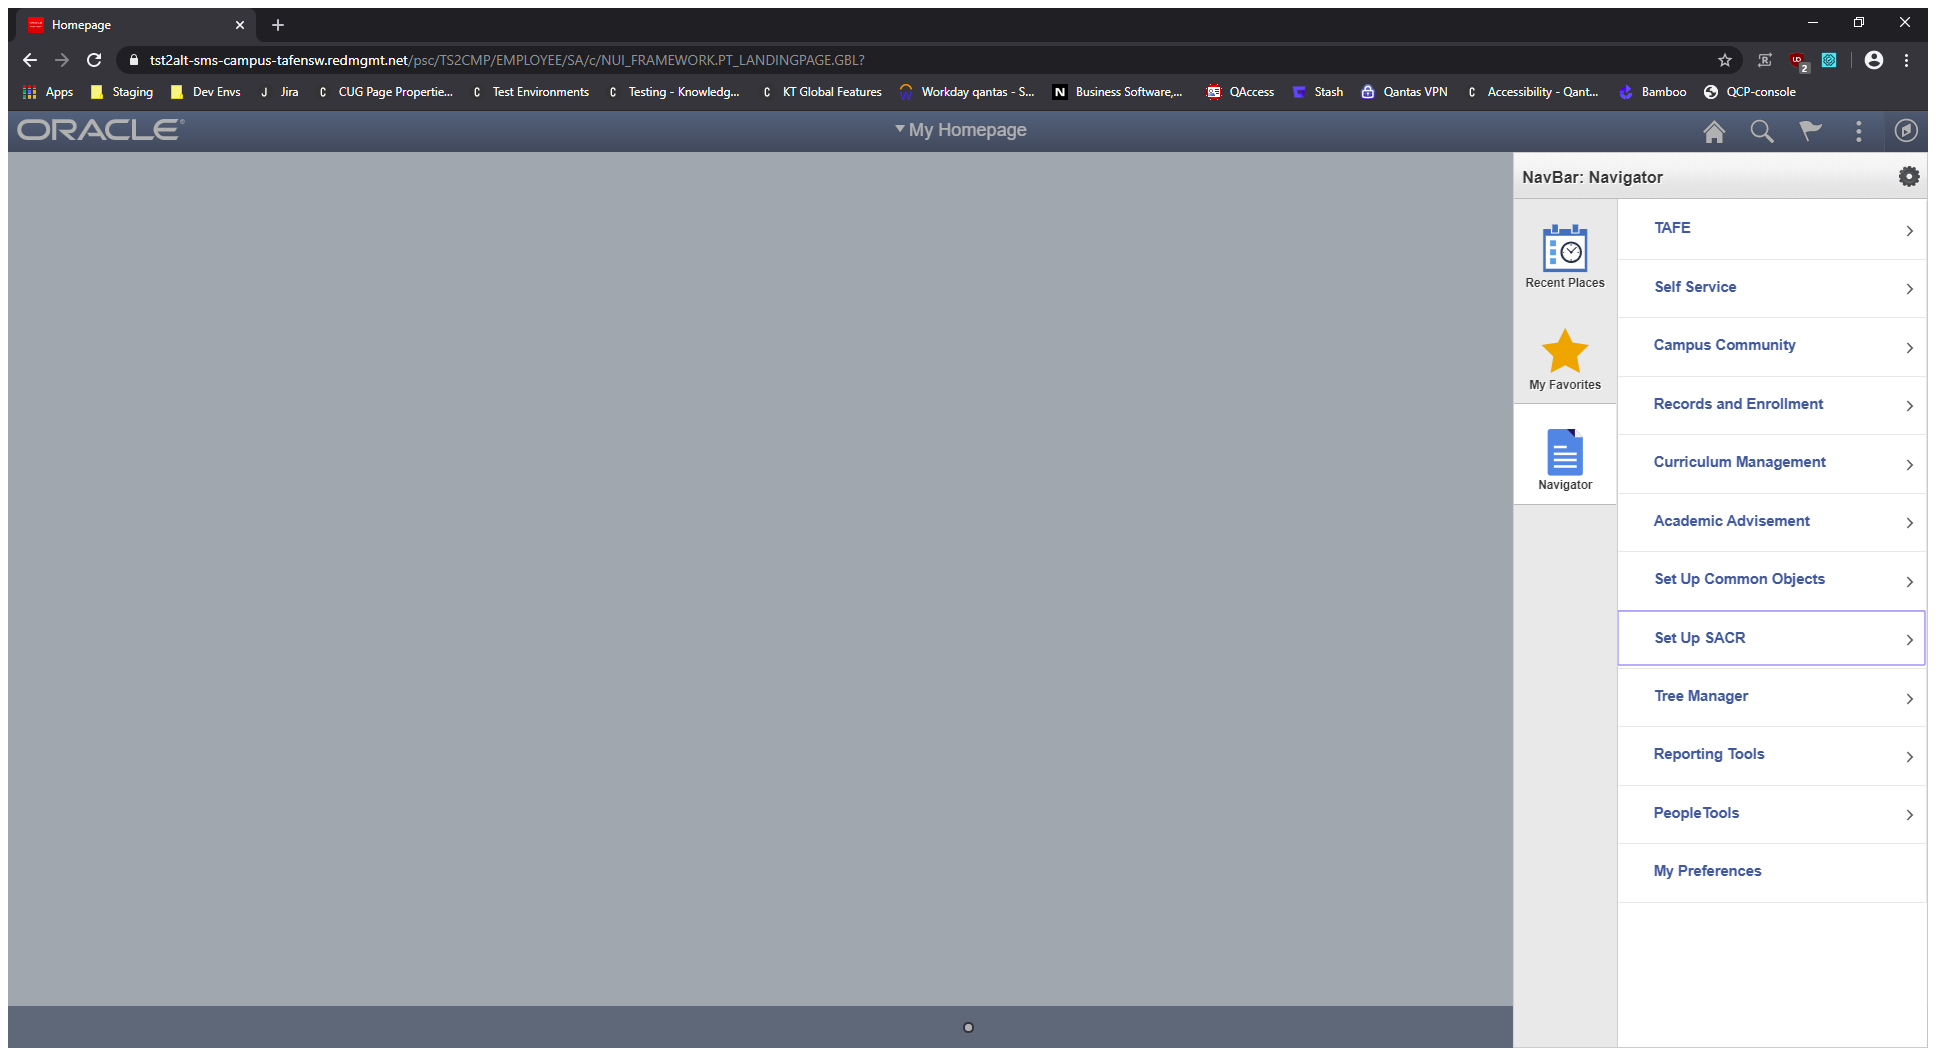 Homepage
tst2alt-sms-campus-tafensw.redmgmt.net/psc/TS2CMP/EMPLOYEE/SA/c/NUI_FRAMEWORK.PT_LANDINGPAGE.GBL?
2
Apps Staging Dev Envs J Jira C CUG Page Propertie... C Test Environments C Testing - Knowledg... C KT Global Features Workday qantas - S... N Business Software,... QAccess Stash Qantas VPN C Accessibility - Qant... Bamboo QCP-console
ORACLE
My Homepage
NavBar: Navigator
Recent Places
My Favorites
Navigator
TAFE
Self Service
Campus Community
Records and Enrollment
Curriculum Management
Academic Advisement
Set Up Common Objects
Set Up SACR
Tree Manager
Reporting Tools
PeopleTools
My Preferences